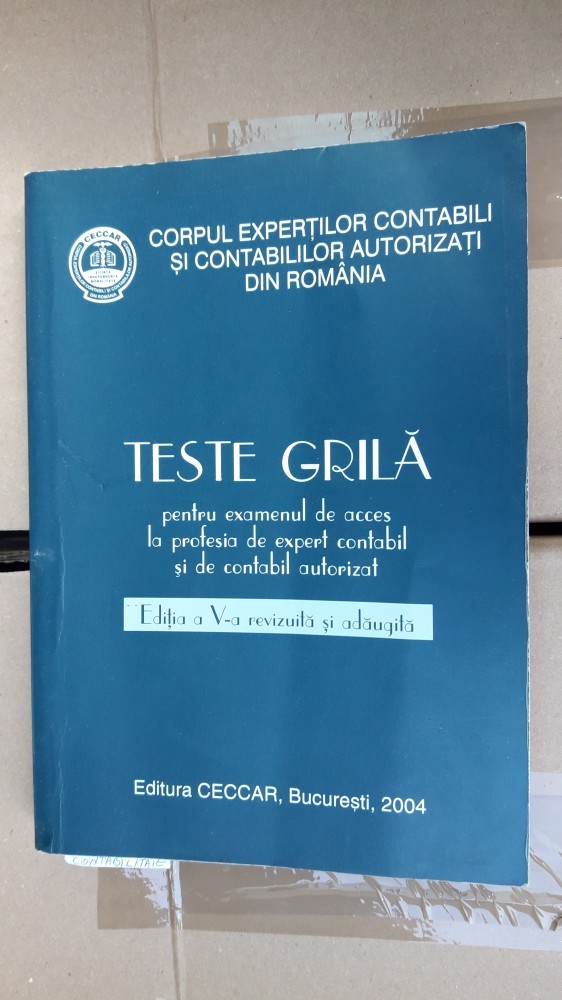 CECCAR
CORPUL EXPERȚILOR CONTABILI
ȘI CONTABILILOR AUTORIZAȚI
DIN ROMÂNIA
TESTE GRILĂ
pentru examenul de acces
la profesia de expert contabil
și de contabil autorizat
Ediția a V-a revizuită și adăugită
Editura CECCAR, București, 2004
CONTABILITATE